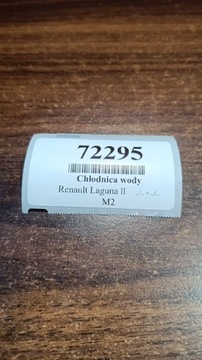 72295
Chłodnica wody
Renault Laguna II
M2